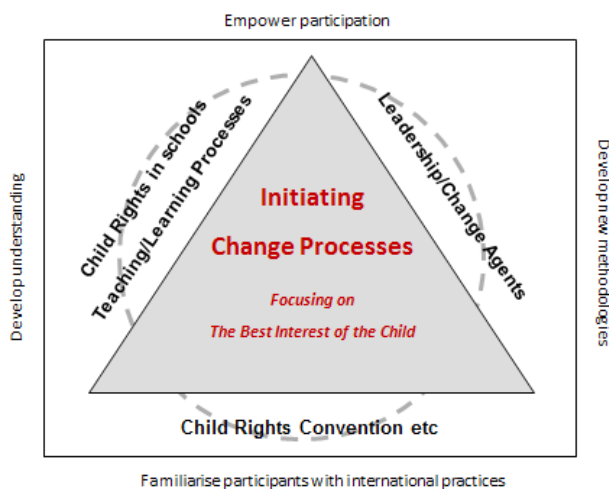 Empower participation
Child Rights in schools
Teaching/Learning Processes
Leadership/Change Agents
Develop understanding
Develop new methodologies
Initiating
Change Processes
Focusing on
The Best Interest of the Child
Child Rights Convention etc
Familiarise participants with international practices